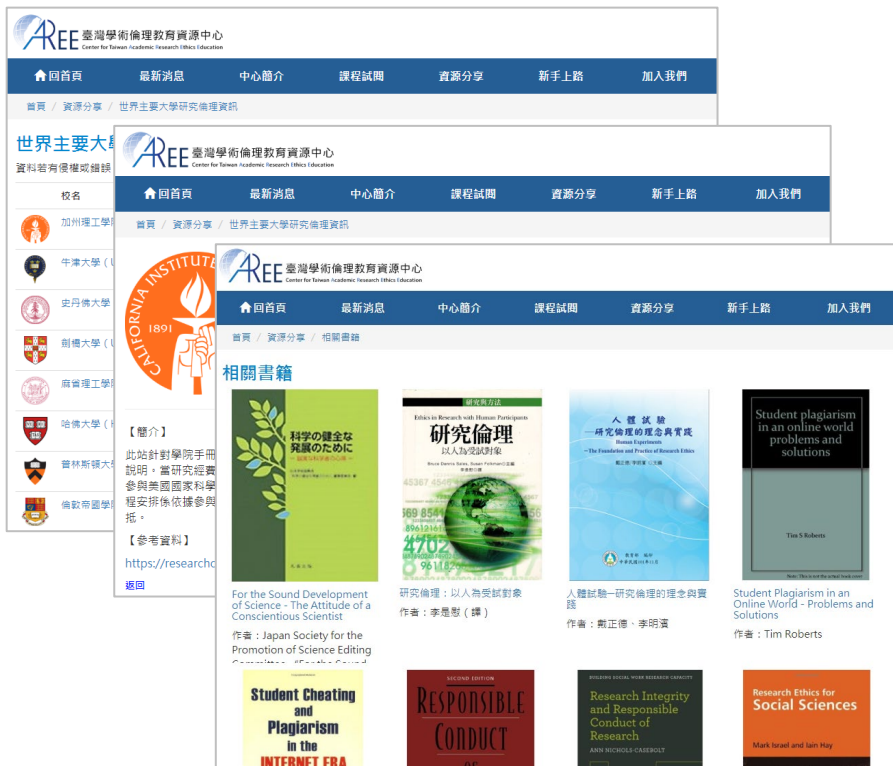 AREE 臺灣學術倫理教育資源中心
Center for Taiwan Academic Research Ethics Education
回首頁 最新消息 中心簡介 課程試閱 資源分享 新手上路 加入我們
首頁 / 資源分享 / 世界主要大學研究倫理資訊
世界主要大
資料若有侵權或錯誤
校名
加州理工學
牛津大學（
史丹佛大學
劍橋大學（
麻省理工學
哈佛大學（
普林斯頓大
倫敦帝國學
AREE 臺灣學術倫理教育資源中心
Center for Taiwan Academic Research Ethics Education
回首頁 最新消息 中心簡介 課程試閱 資源分享 新手上路 加入我們
首頁 / 資源分享 / 世界主要大學研究倫理資訊
CALIFORNIA INSTITUTE
1891
【簡介】
此站針對學院手冊
說明。當研究經費
參與美國國家科學
程安排係依據參與
抵。
【參考資料】
https://researchc
返回
AREE 臺灣學術倫理教育資源中心
Center for Taiwan Academic Research Ethics Education
回首頁 最新消息 中心簡介 課程試閱 資源分享 新手上路 加入我們
首頁 / 資源分享 / 相關書籍
相關書籍
科学の健全な
発展のために
For the Sound Development
of Science - The Attitude of a
Conscientious Scientist
作者：Japan Society for the
Promotion of Science Editing
研究與方法
Ethics in Research with Human Participants
研究倫理
以人為受試對象
研究倫理：以人為受試對象
作者：李是慰（譯）
人體試驗
—研究倫理的理念與實踐
Human Experiments
—The Foundation and Practice of Research Ethics
人體試驗─研究倫理的理念與實
踐
作者：戴正德、李明濱
Student plagiarism
in an online world
problems and
solutions
Tim S Roberts
Note: This is not the actual book cover
Student Plagiarism in an
Online World - Problems and
Solutions
作者：Tim Roberts
Student Cheating
and
Plagiarism
in the
INTERNET ERA
SECOND EDITION
RESPONSIBLE
CONDUCT
OF
BUILDING SOCIAL WORK RESEARCH CAPACITY
Research Integrity
and Responsible
Conduct of
Research
ANN NICHOLS-CASEBOLT
Research Ethics for
Social Sciences
Mark Israel and Iain Hay